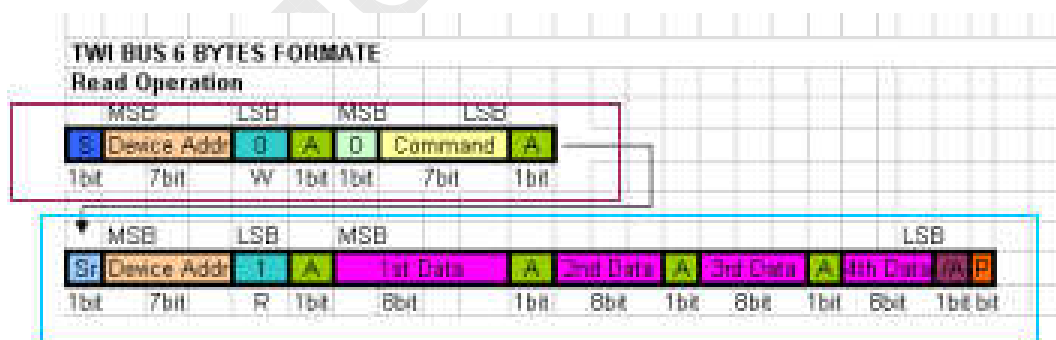 TWI BUS 6 BYTES FORMATE
Read Operation
MSB LSB MSB LSB
S Device Addr 0 A 0 Command A
1bit 7bit W 1bit 1bit 7bit 1bit
MSB LSB MSB LSB
Sr Device Addr 1 A 1st Data A 2nd Data A 3rd Data A 4th Data /A P
1bit 7bit R 1bit 8bit 1bit 8bit 1bit 8bit 1bit 8bit 1bit bit